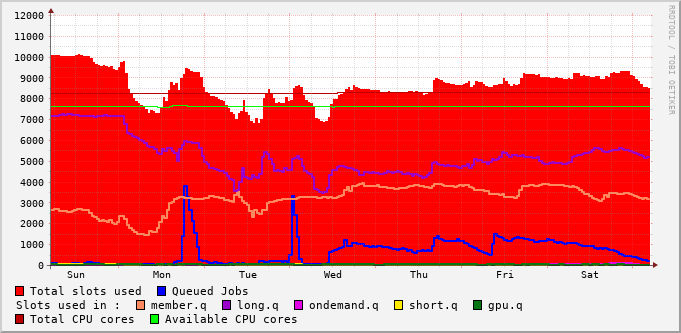 12000
11000
10000
9000
8000
7000
6000
5000
4000
3000
2000
1000
0
Sun Mon Tue Wed Thu Fri Sat
RRDTOOL / TOBI OETIKER
Total slots used Queued Jobs
Slots used in : member.q long.q ondemand.q short.q gpu.q
Total CPU cores Available CPU cores